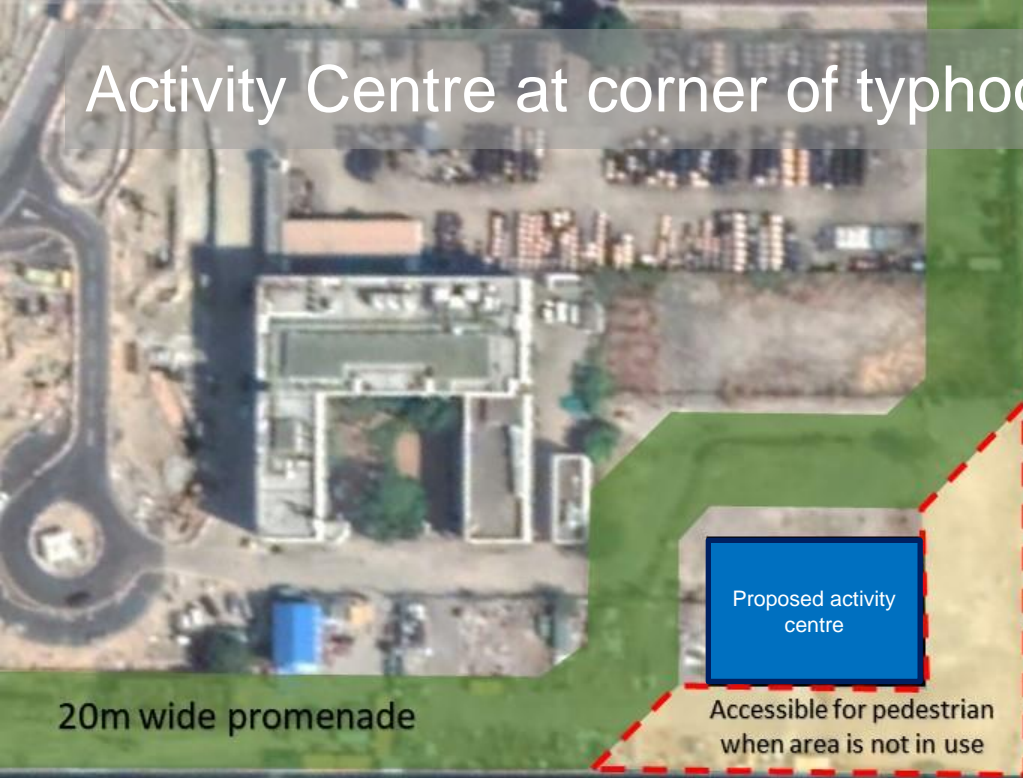 Activity Centre at corner of typhoo
Proposed activity
centre
20m wide promenade
Accessible for pedestrian
when area is not in use